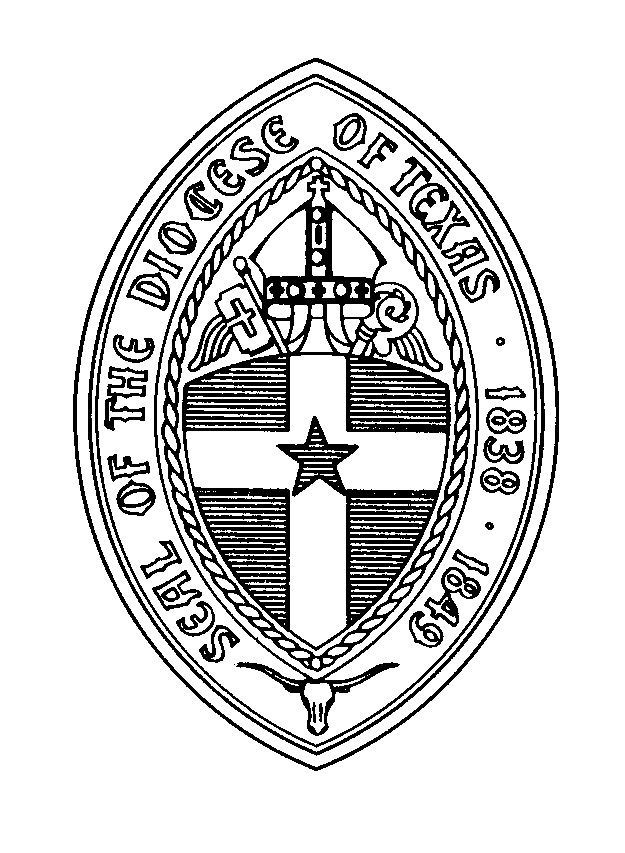 SEAL OF THE DIOCESE OF TEXAS · 1838 · 1849